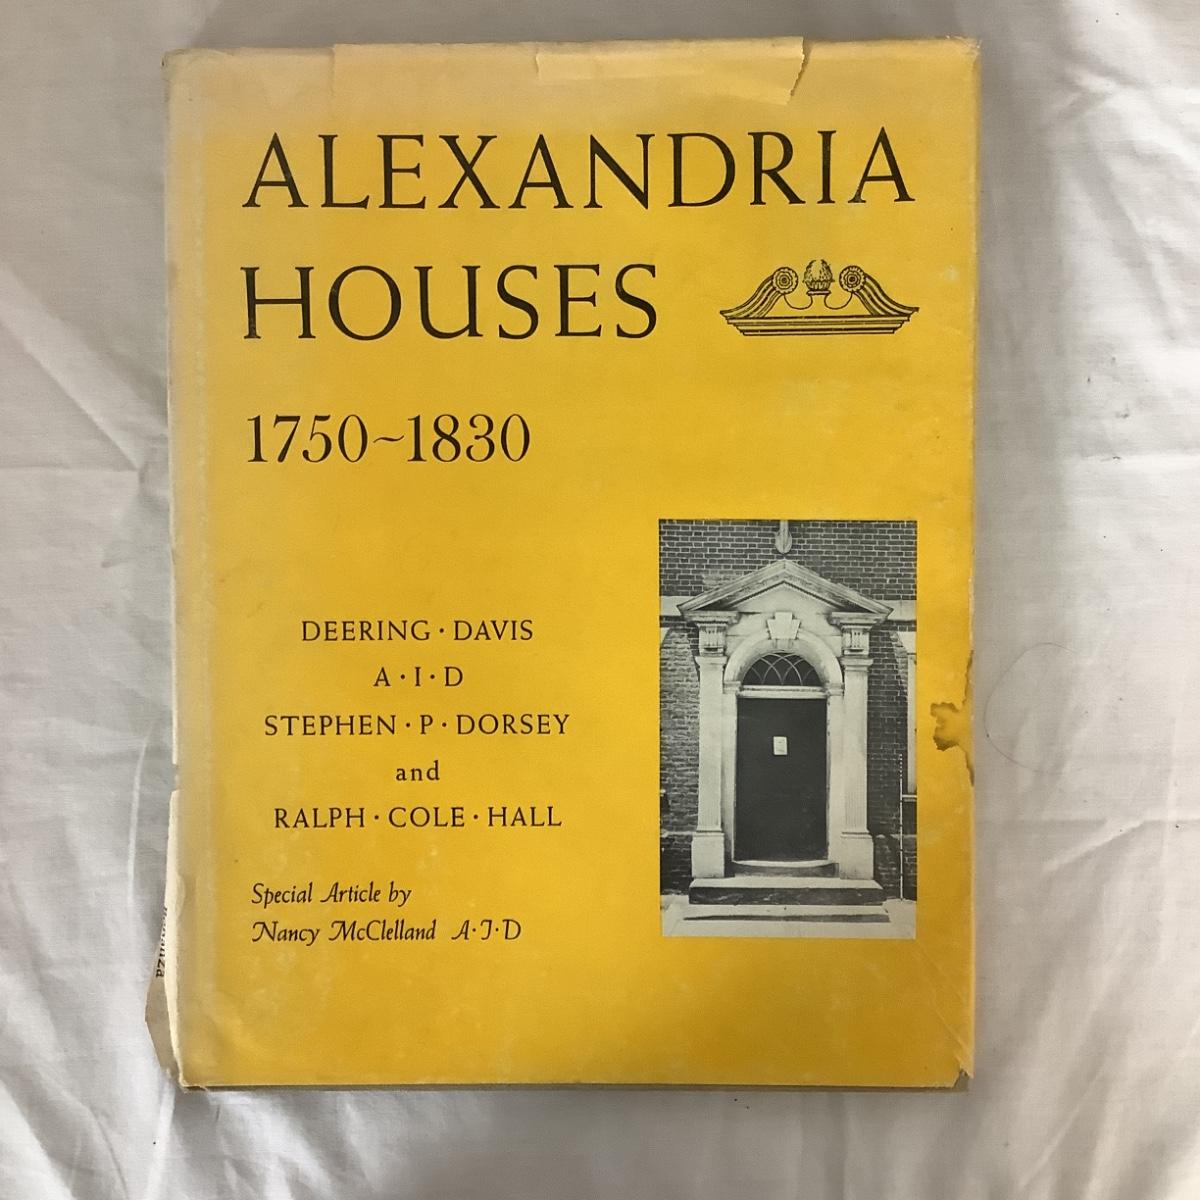 ALEXANDRIA
HOUSES
1750~1830
DEERING · DAVIS
A · I · D
STEPHEN · P · DORSEY
and
RALPH · COLE · HALL
Special Article by
Nancy McClelland A · I · D